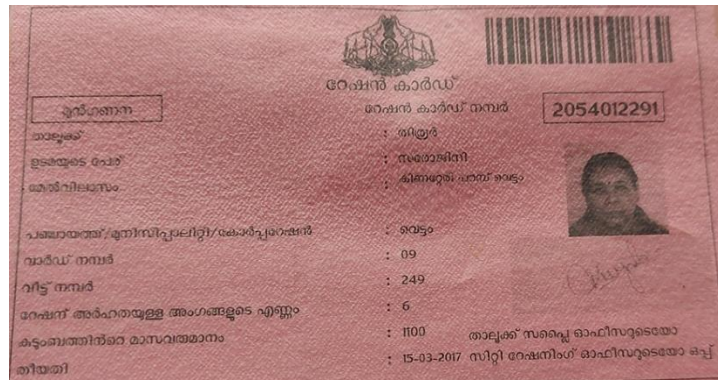 റേഷൻ കാർഡ്
മുൻഗണന റേഷൻ കാർഡ് നമ്പർ 2054012291
താലൂക്ക് : തിരൂർ
ഉടമയുടെ പേര് : സരോജിനി
മേൽവിലാസം : പറമ്പ് വെട്ടം
പഞ്ചായത്ത്/മുനിസിപ്പാലിറ്റി/കോർപ്പറേഷൻ : വെട്ടം
വാർഡ് നമ്പർ : 09
വീട്ട് നമ്പർ : 249
റേഷന് അർഹതയുള്ള അംഗങ്ങളുടെ എണ്ണം : 6
കുടുംബത്തിൻറെ മാസവരുമാനം : 1100 താലൂക്ക് സപ്ലൈ ഓഫീസറുടെയോ
തീയതി : 15-03-2017 സിറ്റി റേഷനിംഗ് ഓഫീസറുടെയോ ഒപ്പ്